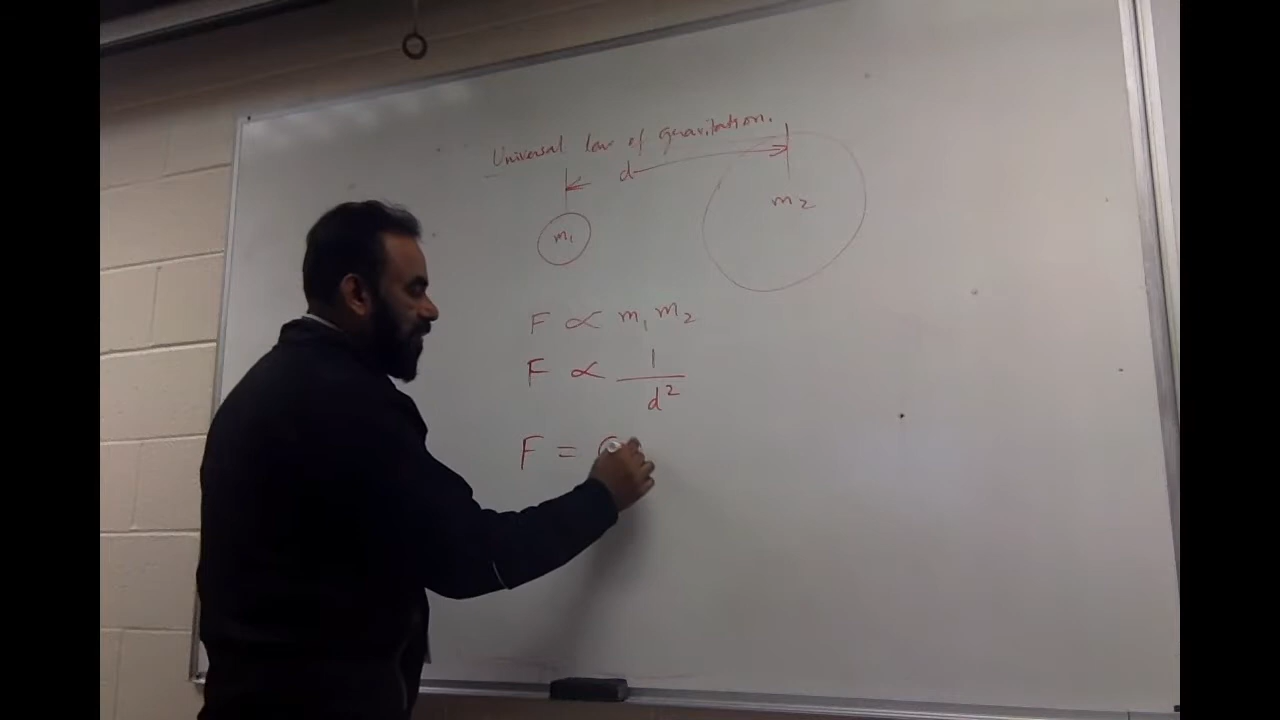 Universal law of gravitation.
d
m₁
m₂
F ∝ m₁ m₂
F ∝ 1/d²
F = G